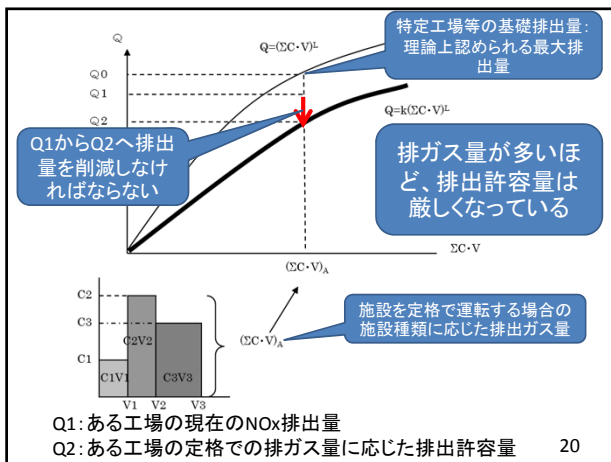 特定工場等の基礎排出量：
理論上認められる最大排
出量
Q
Q=(ΣC・V)ᴸ
Q0
Q1
Q2
Q=k(ΣC・V)ᴸ
Q1からQ2へ排出
量を削減しなけ
ればならない
排ガス量が多いほ
ど、排出許容量は
厳しくなっている
ΣC・V
(ΣC・V)A
C2
C3
C1
C1V1
C2V2
C3V3
V1 V2 V3
(ΣC・V)A
施設を定格で運転する場合の
施設種類に応じた排出ガス量
Q1：ある工場の現在のNOx排出量
Q2：ある工場の定格での排ガス量に応じた排出許容量
20